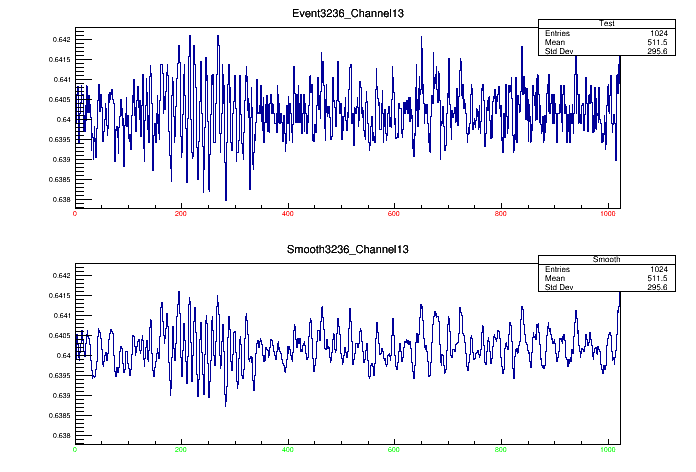 Event3236_Channel13
Test
Entries 1024
Mean 511.5
Std Dev 295.6
0.642
0.6415
0.641
0.6405
0.64
0.6395
0.639
0.6385
0.638
0 200 400 600 800 1000
Smooth3236_Channel13
Smooth
Entries 1024
Mean 511.5
Std Dev 295.6
0.642
0.6415
0.641
0.6405
0.64
0.6395
0.639
0.6385
0.638
0 200 400 600 800 1000